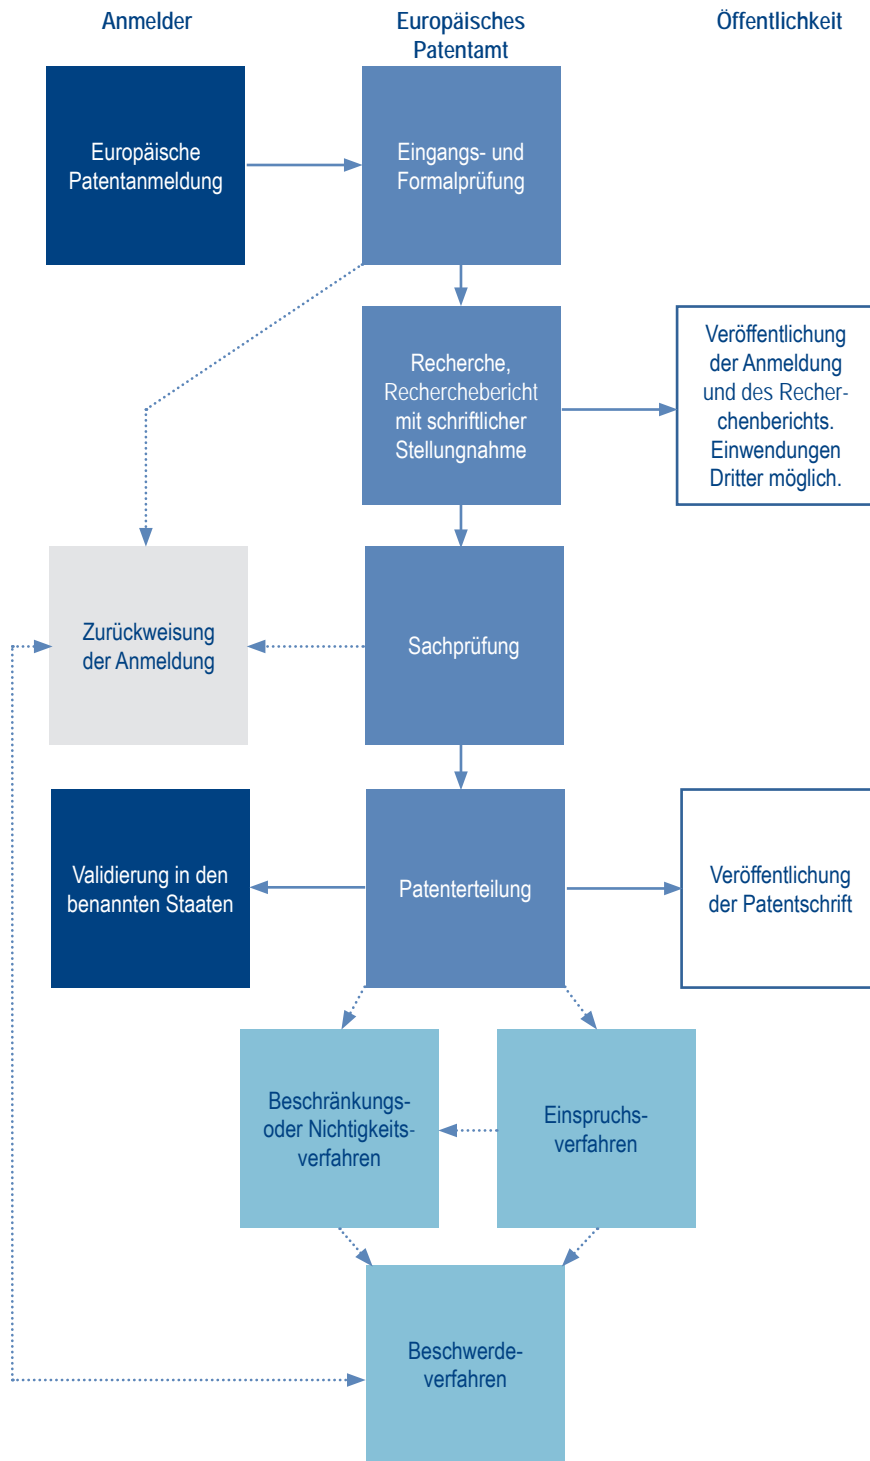 Anmelder
Europäisches
Patentamt
Öffentlichkeit
Europäische
Patentanmeldung
Eingangs- und
Formalprüfung
Recherche,
Recherchebericht
mit schriftlicher
Stellungnahme
Veröffentlichung
der Anmeldung
und des Recher-
chenberichts.
Einwendungen
Dritter möglich.
Zurückweisung
der Anmeldung
Sachprüfung
Validierung in den
benannten Staaten
Patenterteilung
Veröffentlichung
der Patentschrift
Beschränkungs-
oder Nichtigkeits-
verfahren
Einspruchs-
verfahren
Beschwerde-
verfahren